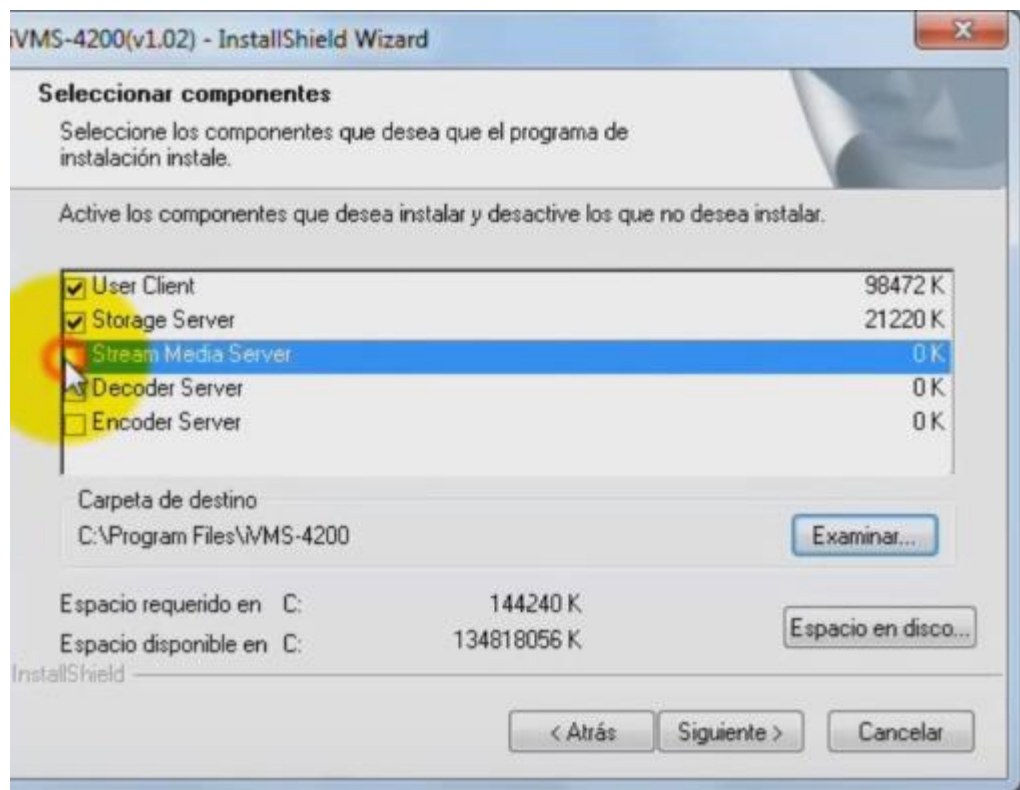 iVMS-4200(v1.02) - InstallShield Wizard
Seleccionar componentes
Seleccione los componentes que desea que el programa de
instalación instale.
Active los componentes que desea instalar y desactive los que no desea instalar.
User Client 98472 K
Storage Server 21220 K
Stream Media Server 0 K
Decoder Server 0 K
Encoder Server 0 K
Carpeta de destino
C:\Program Files\iVMS-4200
Examinar...
Espacio requerido en C: 144240 K
Espacio disponible en C: 134818056 K
Espacio en disco...
InstallShield
< Atrás Siguiente > Cancelar